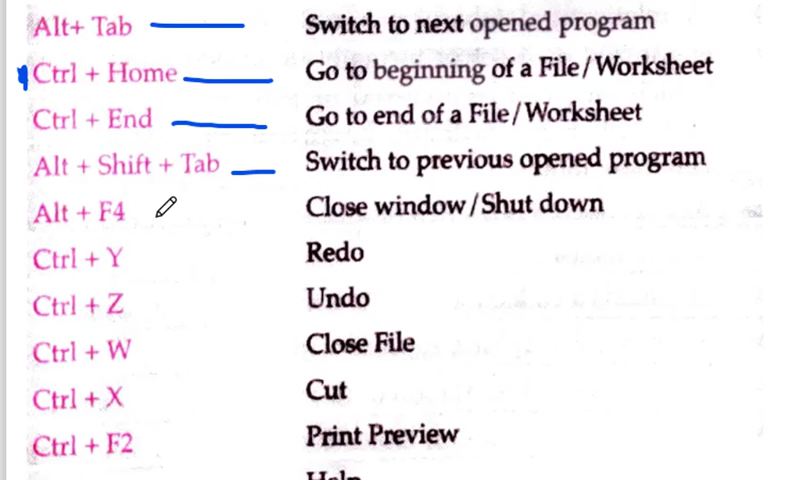 Alt+ Tab Switch to next opened program
Ctrl + Home Go to beginning of a File/Worksheet
Ctrl + End Go to end of a File/Worksheet
Alt + Shift + Tab Switch to previous opened program
Alt + F4 Close window/Shut down
Ctrl + Y Redo
Ctrl + Z Undo
Ctrl + W Close File
Ctrl + X Cut
Ctrl + F2 Print Preview
Help